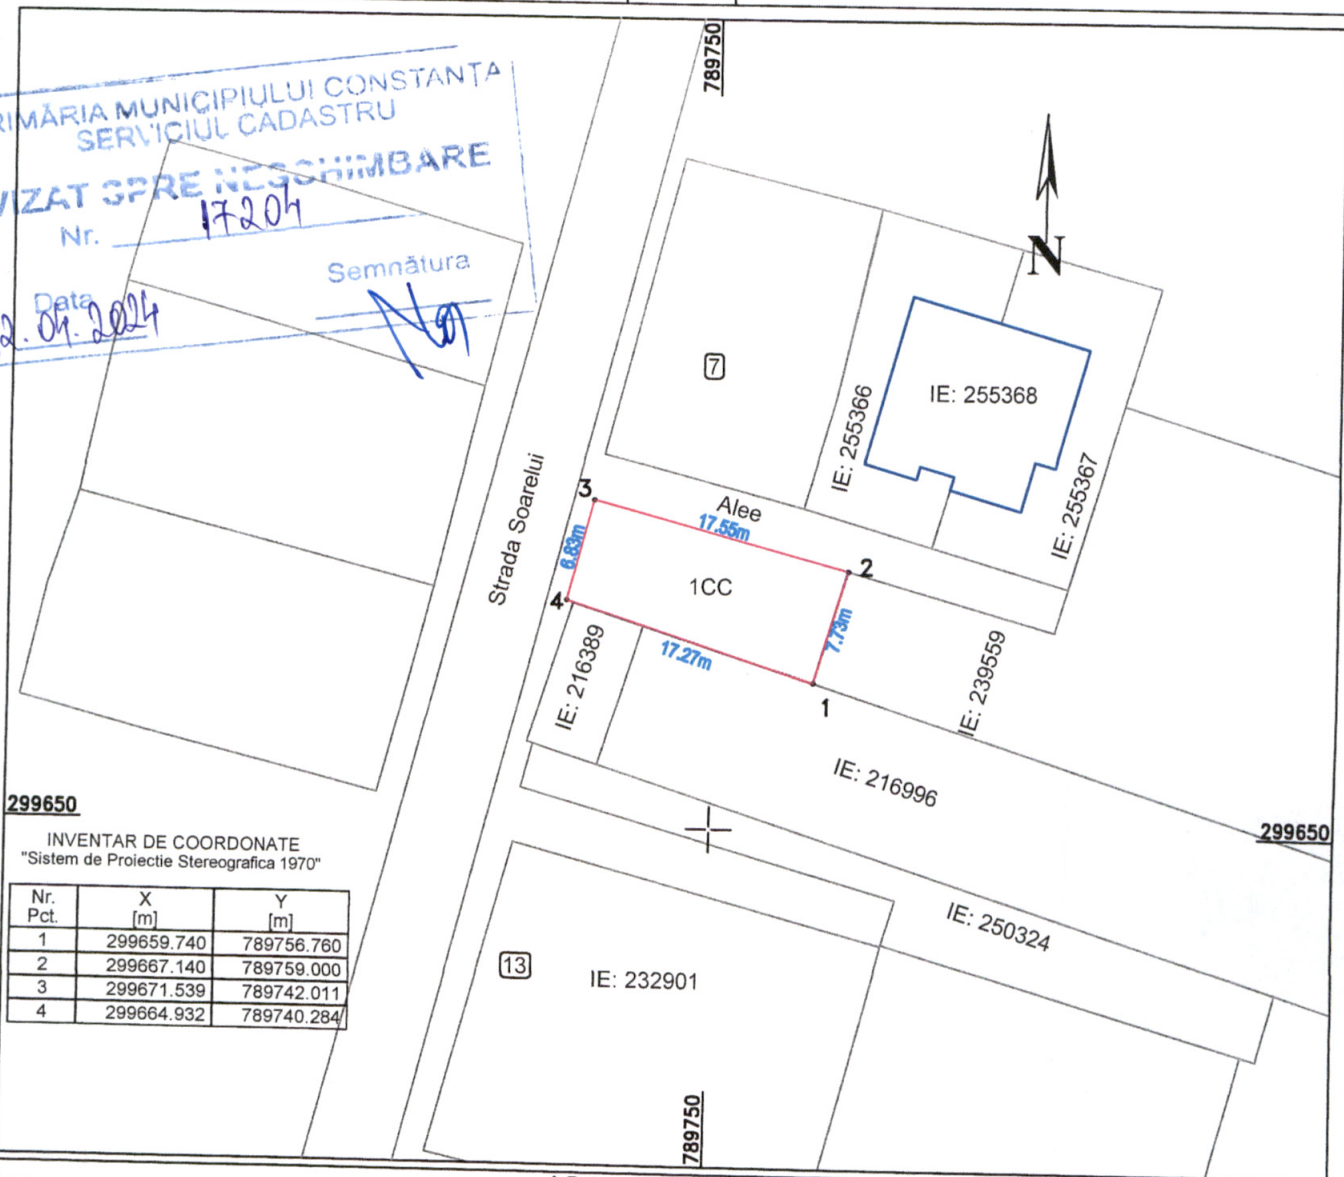 789750
PRIMĂRIA MUNICIPIULUI CONSTANȚA
SERVICIUL CADASTRU
VIZAT SPRE NESCHIMBARE
Nr. 17204
Semnătura
Data
2.04.2024
N
7
IE: 255366
IE: 255368
IE: 255367
Strada Soarelui
Alee
3
17.55m
2
6.83m
1CC
7.73m
4
17.27m
1
IE: 216389
IE: 239559
IE: 216996
299650
299650
INVENTAR DE COORDONATE
"Sistem de Proiectie Stereografica 1970"
Nr. Pct. X [m] Y [m]
1 299659.740 789756.760
2 299667.140 789759.000
3 299671.539 789742.011
4 299664.932 789740.284
IE: 250324
13
IE: 232901
789750